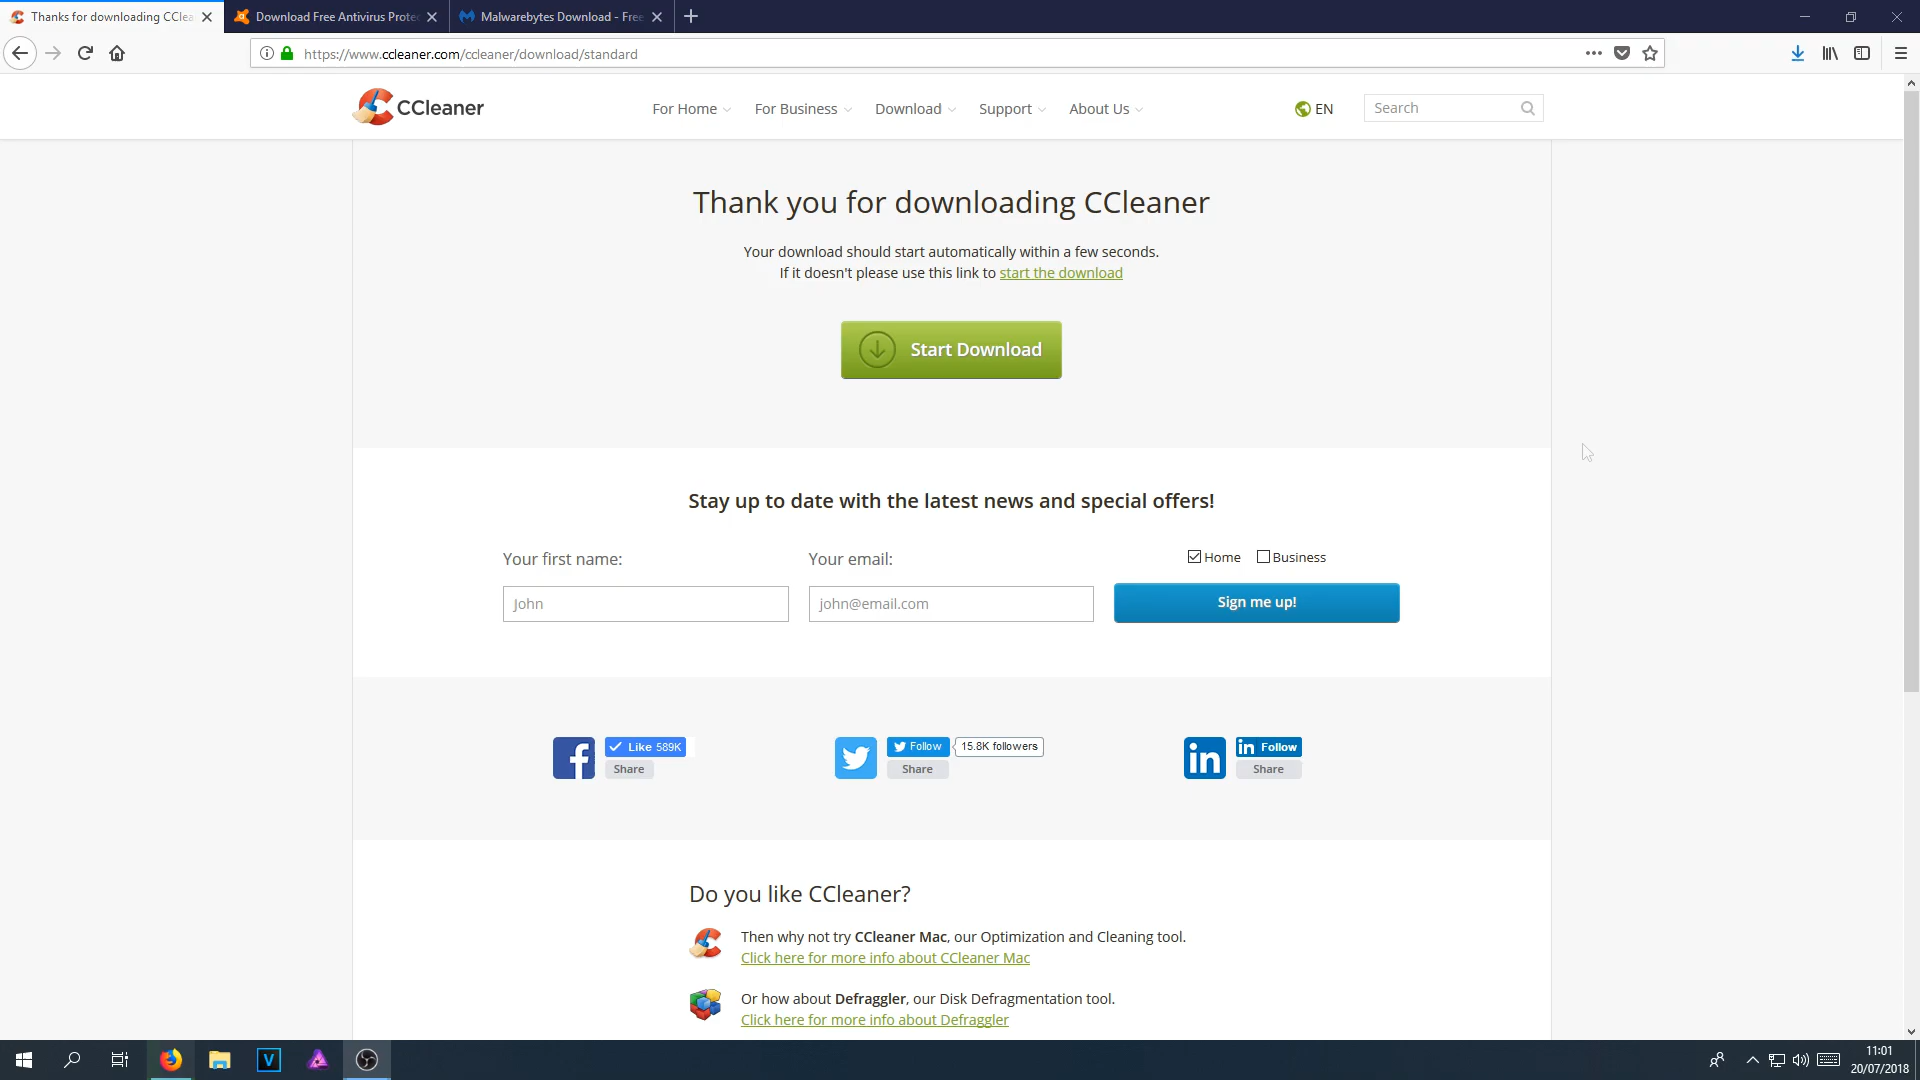 Thanks for downloading CClea
Download Free Antivirus Prote
Malwarebytes Download - Free
https://www.ccleaner.com/ccleaner/download/standard
CCleaner
For Home
For Business
Download
Support
About Us
EN
Search
Thank you for downloading CCleaner
Your download should start automatically within a few seconds.
If it doesn't please use this link to start the download
Start Download
Stay up to date with the latest news and special offers!
Your first name:
Your email:
Home
Business
John
john@email.com
Sign me up!
Like 589K
Share
Follow
15.8K followers
Share
in Follow
Share
Do you like CCleaner?
Then why not try CCleaner Mac, our Optimization and Cleaning tool.
Click here for more info about CCleaner Mac
Or how about Defraggler, our Disk Defragmentation tool.
Click here for more info about Defraggler
11:01
20/07/2018